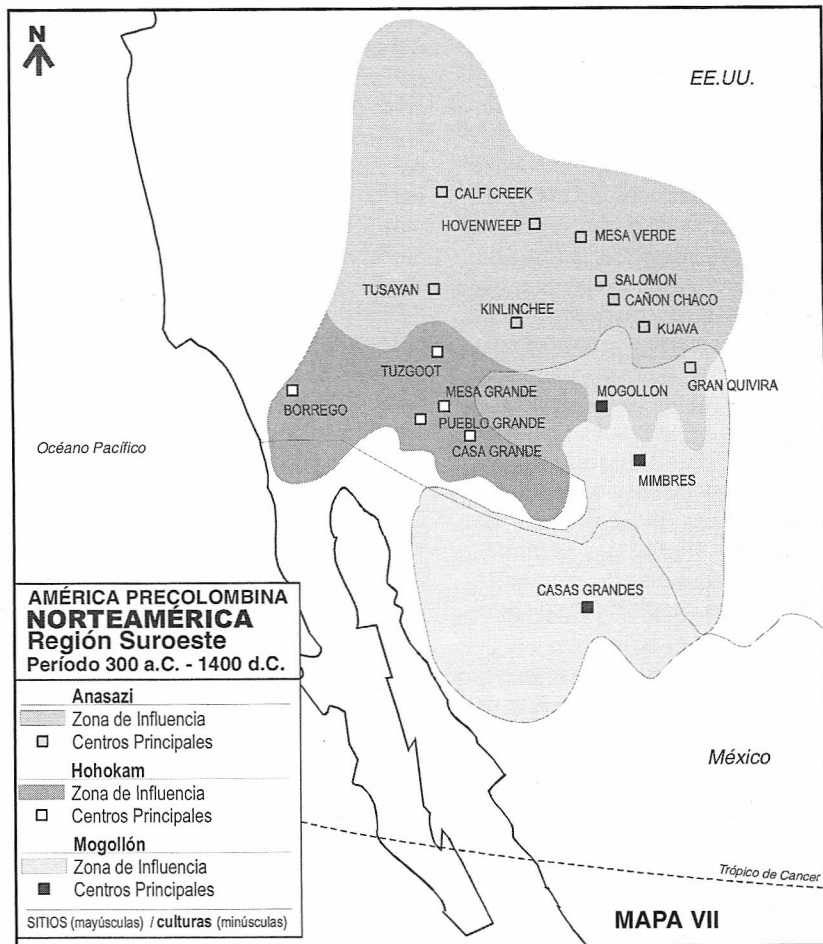 N
EE.UU.
CALF CREEK
HOVENWEEP
MESA VERDE
SALOMON
TUSAYAN
CAÑON CHACO
KINLINCHEE
KUAVA
TUZGOOT
GRAN QUIVIRA
MESA GRANDE
MOGOLLON
BORREGO
PUEBLO GRANDE
CASA GRANDE
Océano Pacífico
MIMBRES
CASAS GRANDES
AMÉRICA PRECOLOMBINA
NORTEAMÉRICA
Región Suroeste
Período 300 a.C. - 1400 d.C.
Anasazi
Zona de Influencia
Centros Principales
Hohokam
Zona de Influencia
Centros Principales
Mogollón
Zona de Influencia
Centros Principales
SITIOS (mayúsculas) / culturas (minúsculas)
México
Trópico de Cancer
MAPA VII